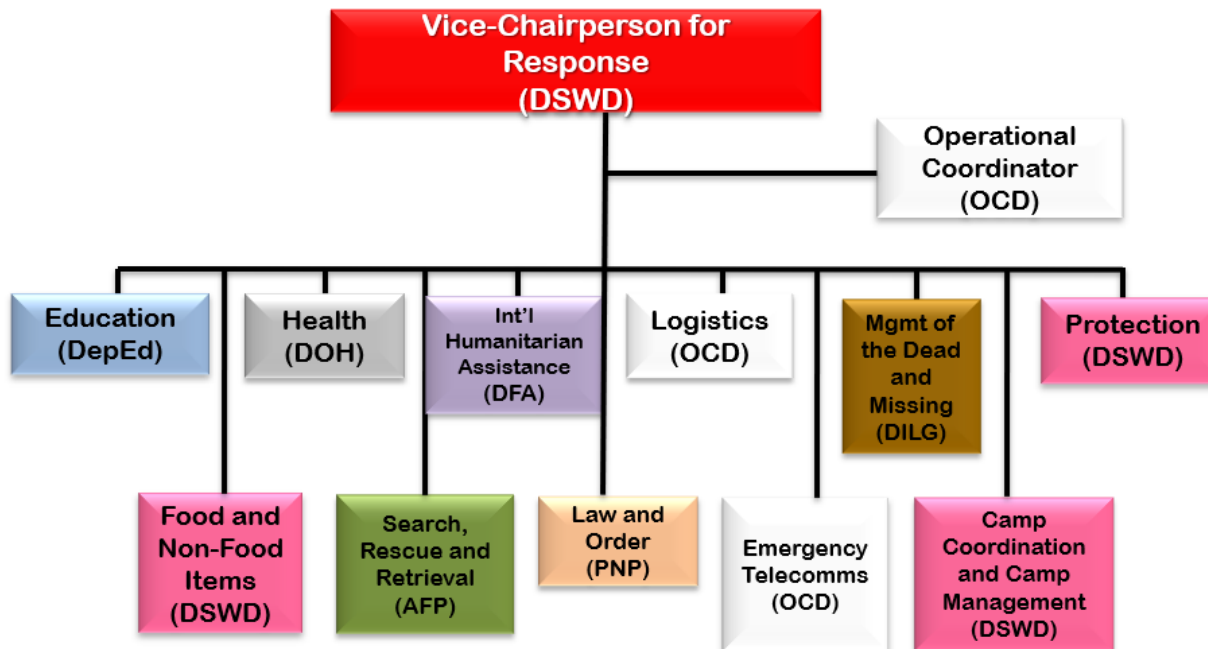 Vice-Chairperson for
Response
(DSWD)
Operational
Coordinator
(OCD)
Education
(DepEd)
Health
(DOH)
Int'l
Humanitarian
Assistance
(DFA)
Logistics
(OCD)
Mgmt of
the Dead
and
Missing
(DILG)
Protection
(DSWD)
Food and
Non-Food
Items
(DSWD)
Search,
Rescue and
Retrieval
(AFP)
Law and
Order
(PNP)
Emergency
Telecomms
(OCD)
Camp
Coordination
and Camp
Management
(DSWD)